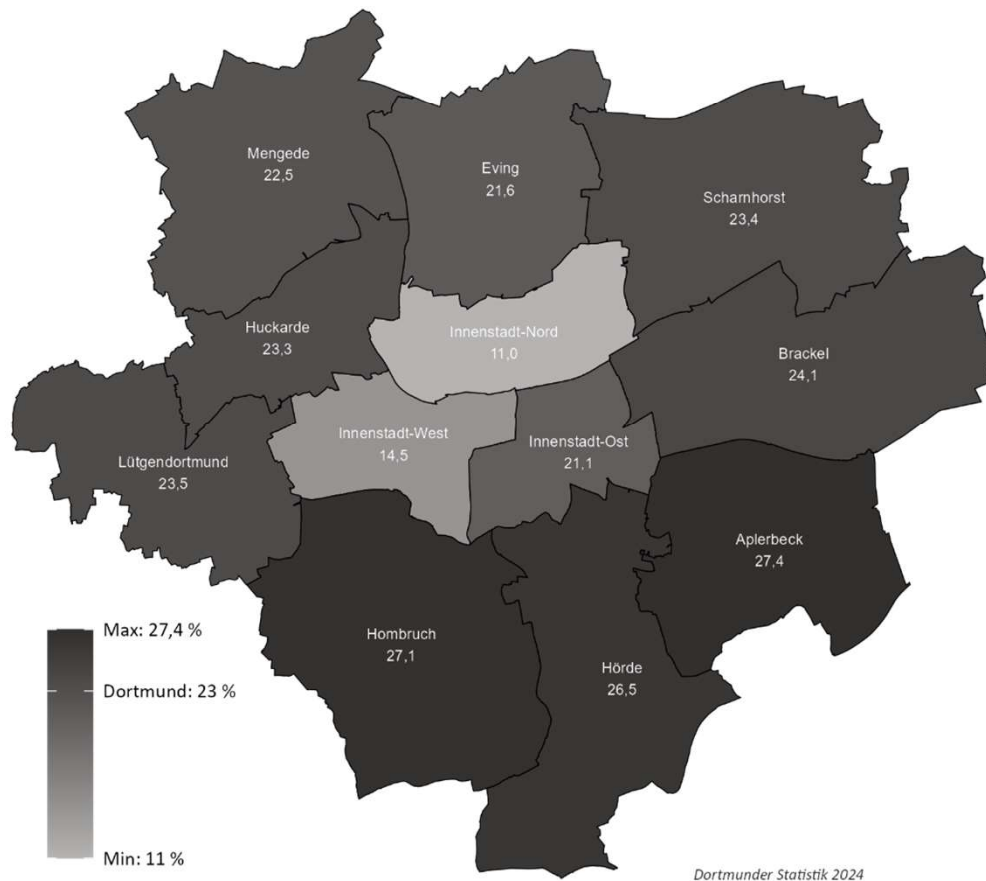 Mengede
22,5
Eving
21,6
Scharnhorst
23,4
Huckarde
23,3
Innenstadt-Nord
11,0
Brackel
24,1
Innenstadt-West
14,5
Innenstadt-Ost
21,1
Lütgendortmund
23,5
Aplerbeck
27,4
Hombruch
27,1
Hörde
26,5
Max: 27,4 %
Dortmund: 23 %
Min: 11 %
Dortmunder Statistik 2024